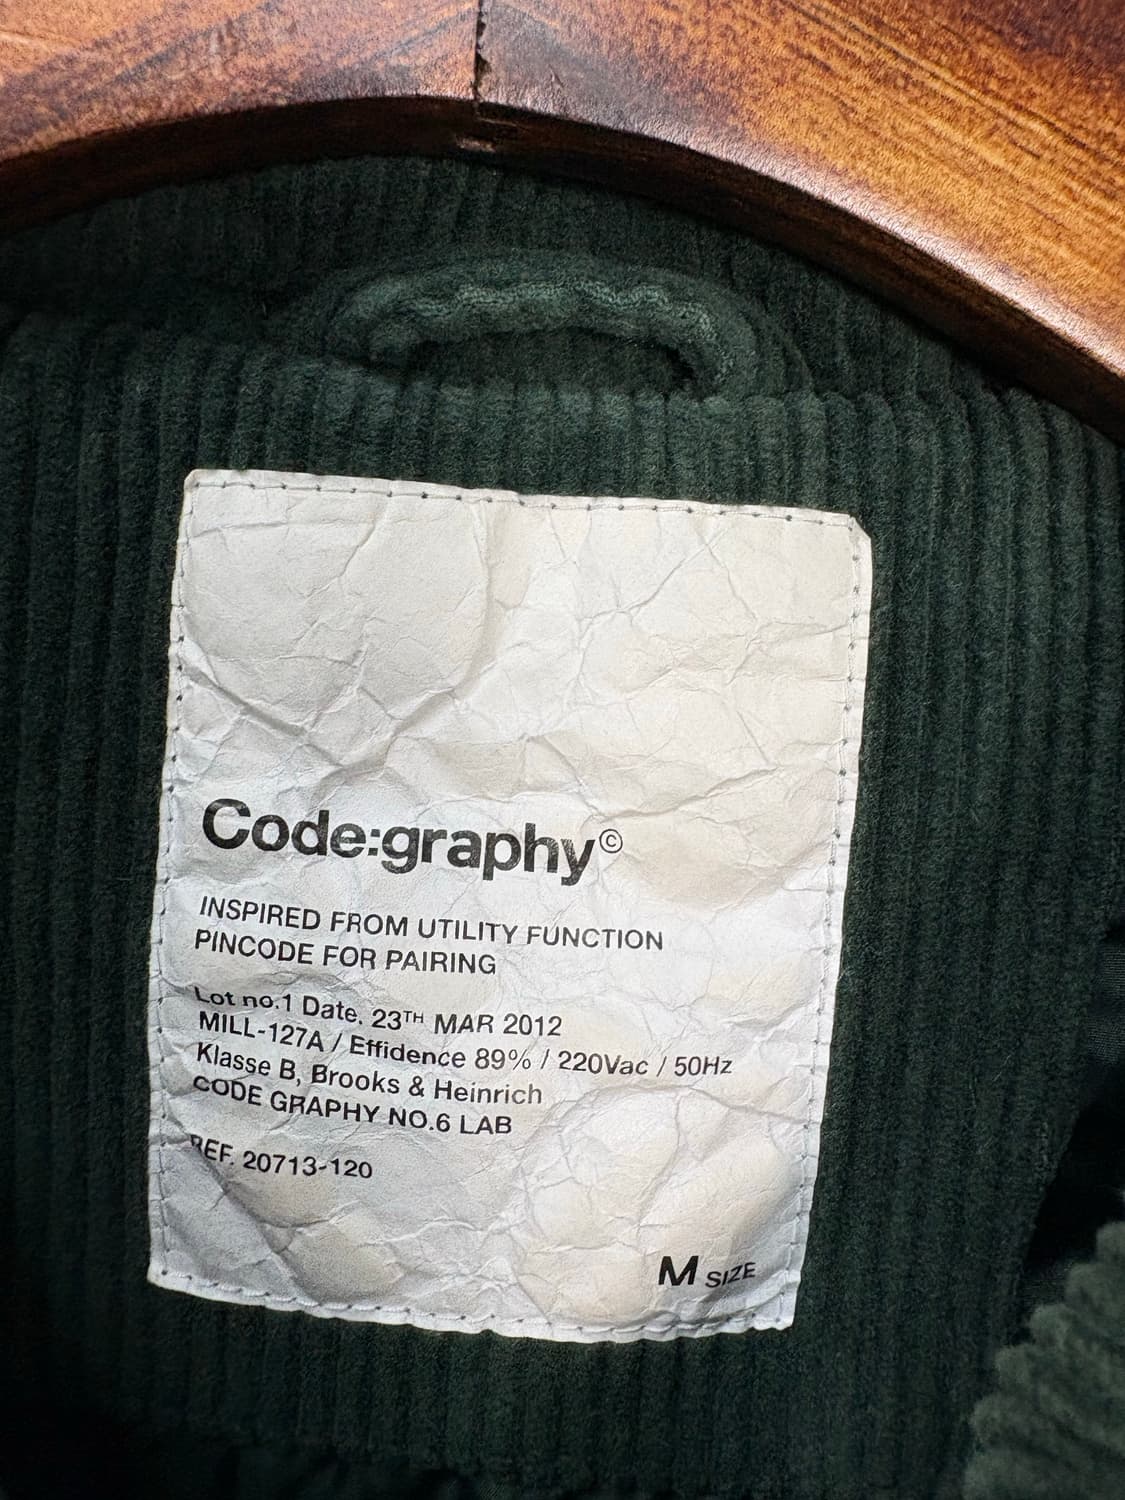 Code:graphy©
INSPIRED FROM UTILITY FUNCTION
PINCODE FOR PAIRING
Lot no.1 Date. 23TH MAR 2012
MILL-127A / Effidence 89% / 220Vac / 50Hz
Klasse B, Brooks & Heinrich
CODE GRAPHY NO.6 LAB
REF. 20713-120
M SIZE